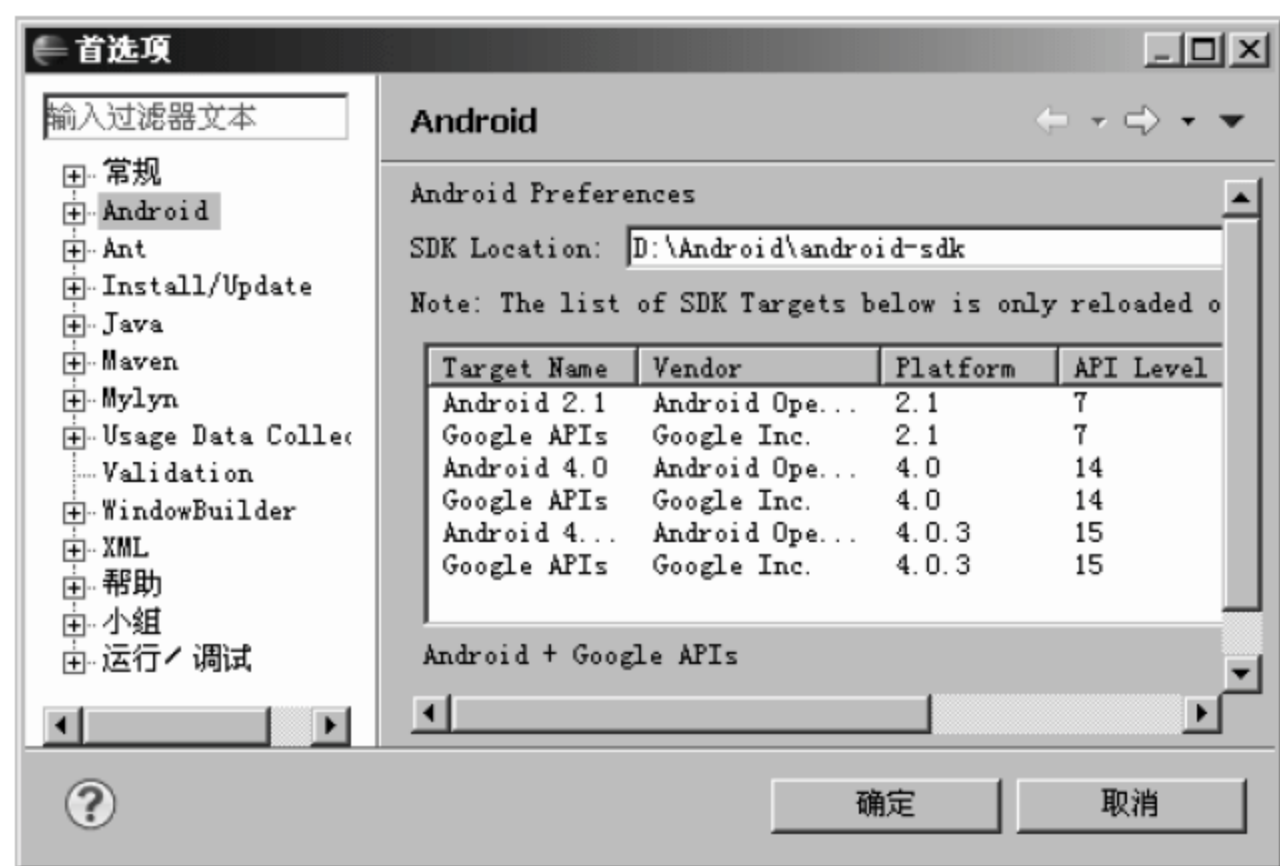 首选项
输入过滤器文本
常规
Android
Ant
Install/Update
Java
Maven
Mylyn
Usage Data Collec
Validation
WindowBuilder
XML
帮助
小组
运行/调试
Android
Android Preferences
SDK Location: D:\Android\android-sdk
Note: The list of SDK Targets below is only reloaded o
Target Name Vendor Platform API Level
Android 2.1 Android Ope... 2.1 7
Google APIs Google Inc. 2.1 7
Android 4.0 Android Ope... 4.0 14
Google APIs Google Inc. 4.0 14
Android 4... Android Ope... 4.0.3 15
Google APIs Google Inc. 4.0.3 15
Android + Google APIs
? 确定 取消